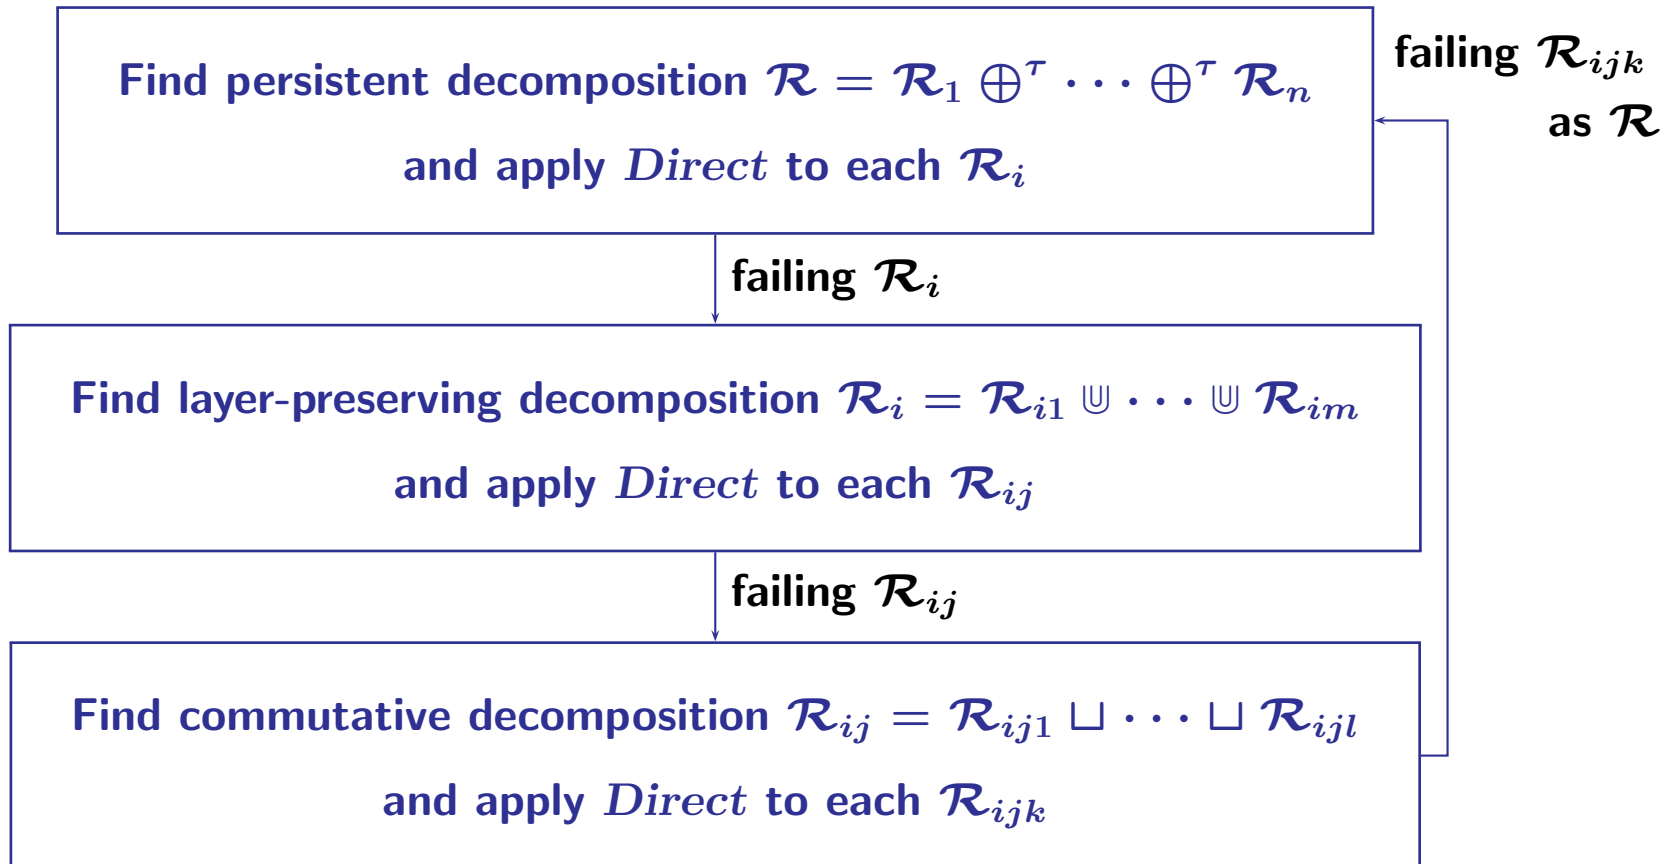 Find persistent decomposition 𝓡 = 𝓡₁ ⊕^τ ··· ⊕^τ 𝓡ₙ
and apply Direct to each 𝓡ᵢ
failing 𝓡ᵢⱼₖ
as 𝓡
failing 𝓡ᵢ
Find layer-preserving decomposition 𝓡ᵢ = 𝓡ᵢ₁ ⋓ ··· ⋓ 𝓡ᵢₘ
and apply Direct to each 𝓡ᵢⱼ
failing 𝓡ᵢⱼ
Find commutative decomposition 𝓡ᵢⱼ = 𝓡ᵢⱼ₁ ⊔ ··· ⊔ 𝓡ᵢⱼₗ
and apply Direct to each 𝓡ᵢⱼₖ